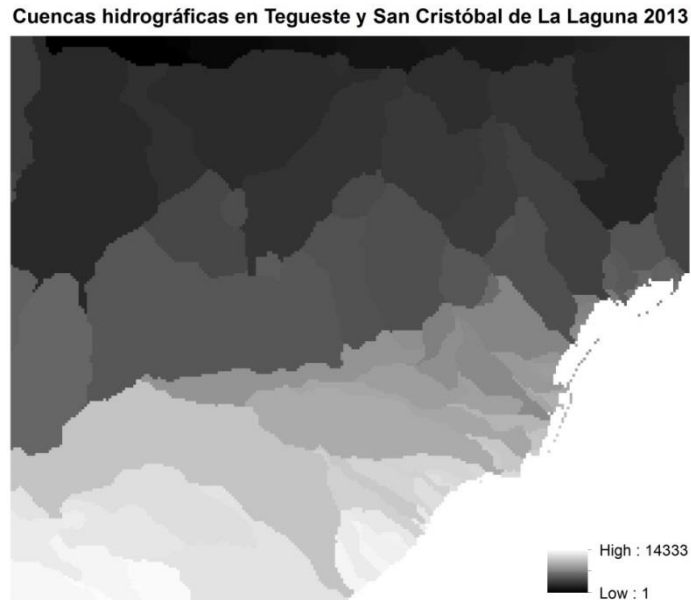 Cuencas hidrográficas en Tegueste y San Cristóbal de La Laguna 2013
High : 14333
Low : 1